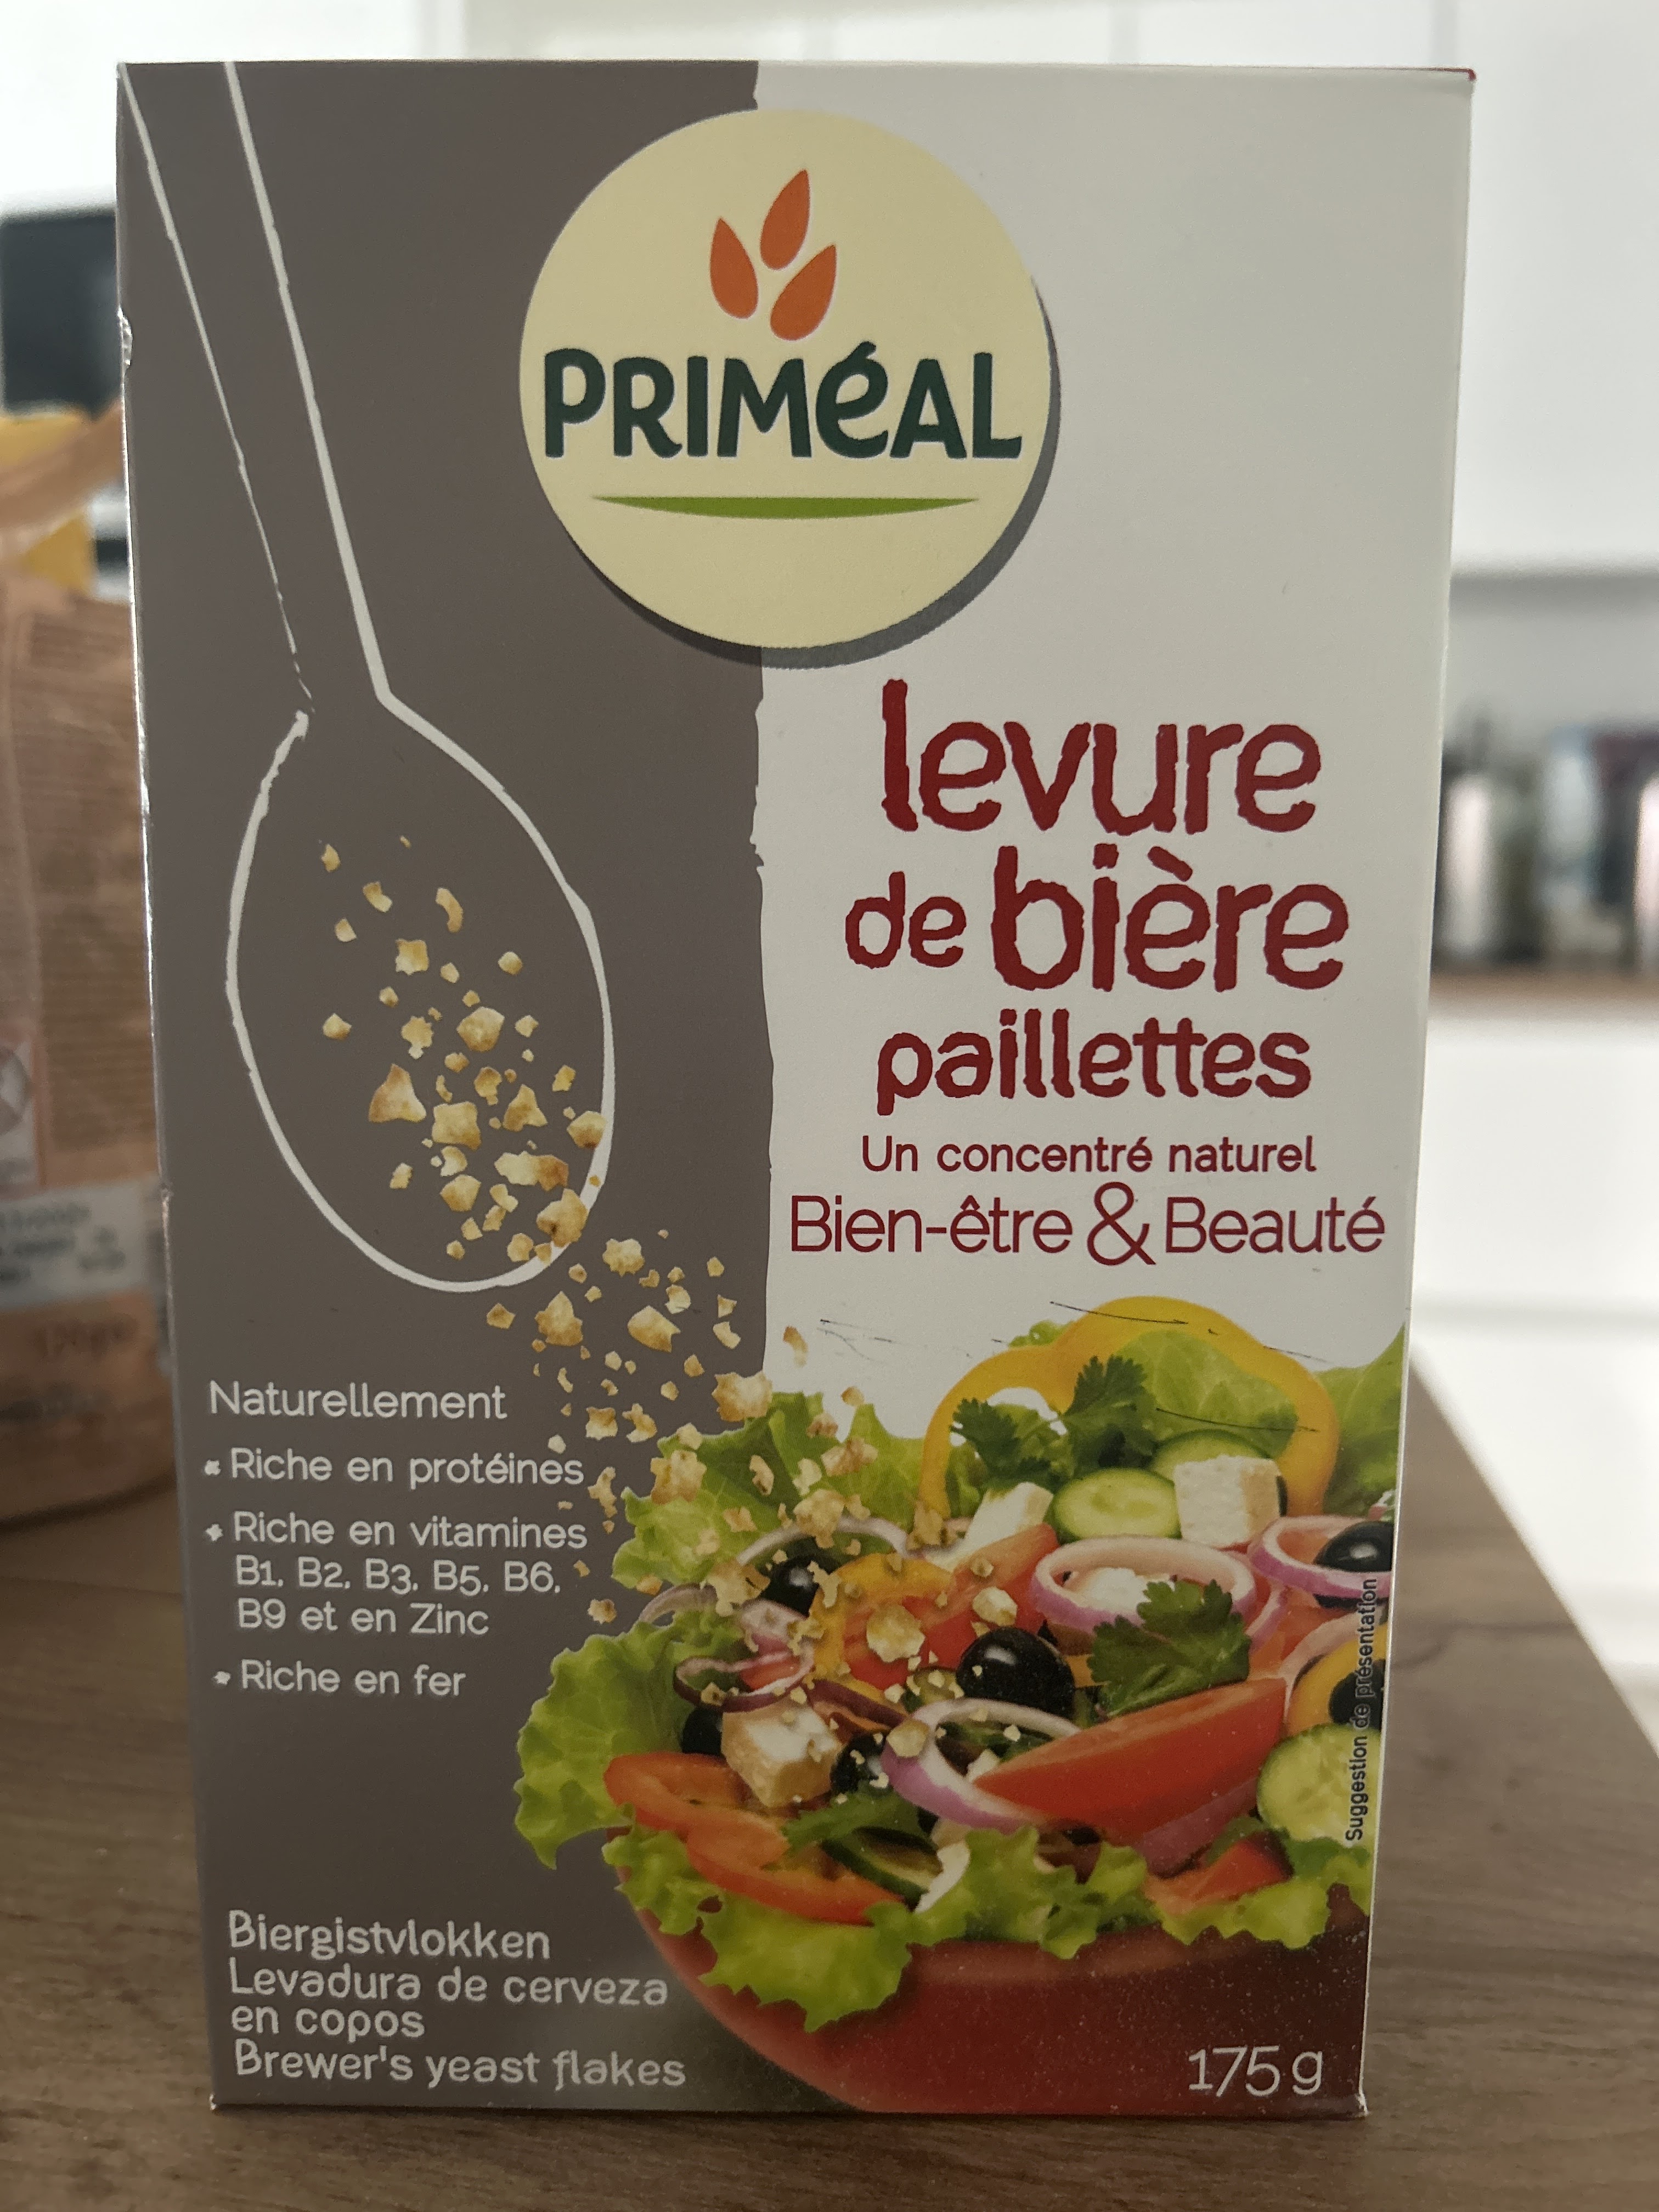 PRIMéAL
levure
de bière
paillettes
Un concentré naturel
Bien-être & Beauté
Naturellement
* Riche en protéines
* Riche en vitamines
B1, B2, B3, B5, B6,
B9 et en Zinc
* Riche en fer
Suggestion de présentation
Biergistvlokken
Levadura de cerveza
en copos
Brewer's yeast flakes
175 g